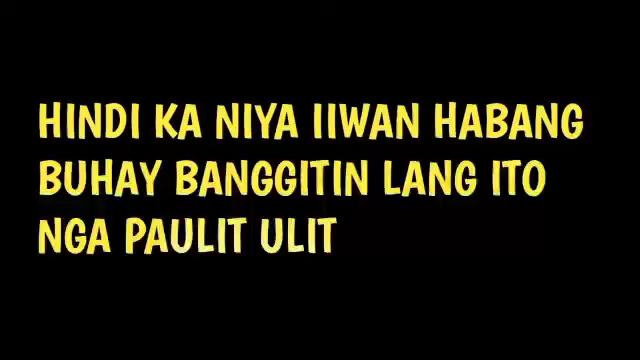 HINDI KA NIYA IIWAN HABANG
BUHAY BANGGITIN LANG ITO
NGA PAULIT ULIT